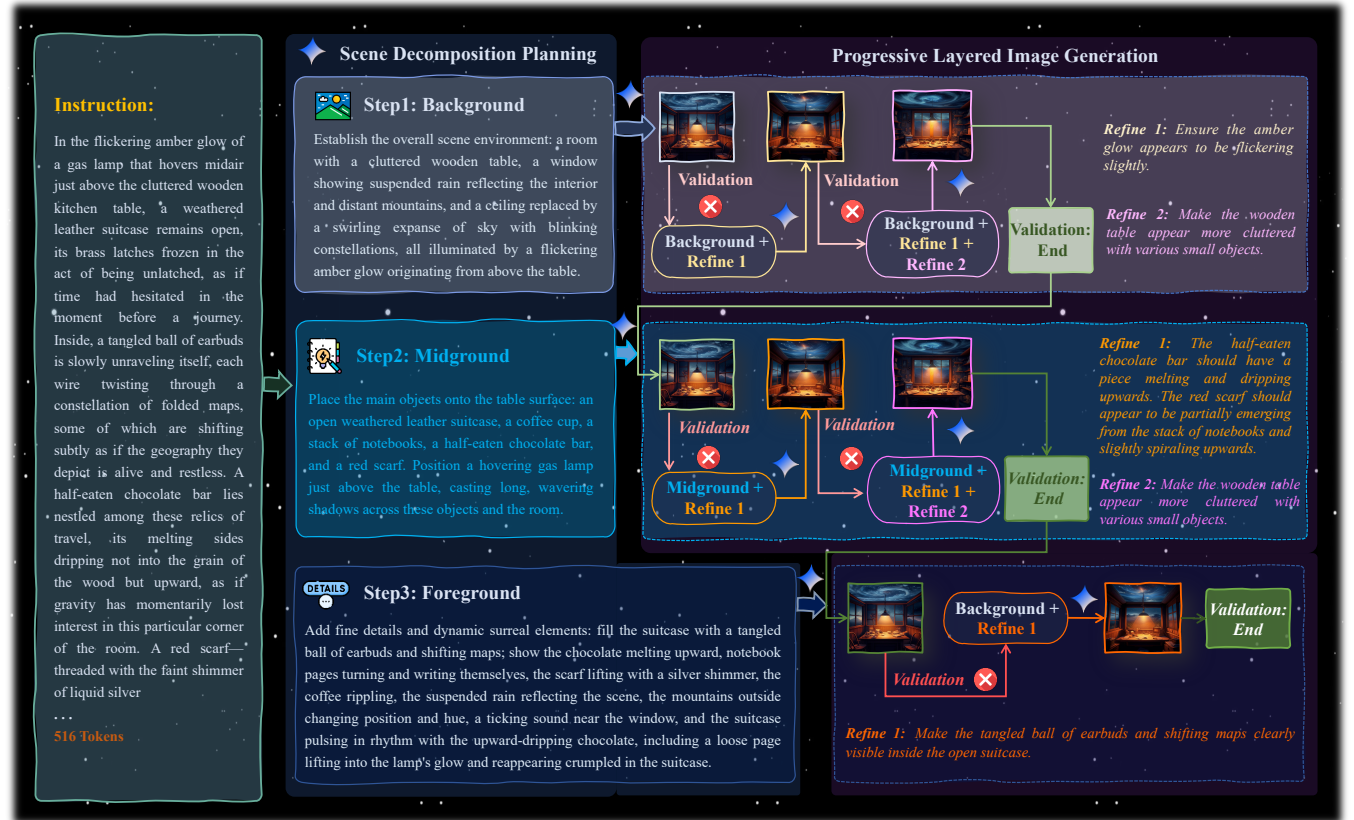 Instruction:
In the flickering amber glow of
a gas lamp that hovers midair
just above the cluttered wooden
kitchen table, a weathered
leather suitcase remains open,
its brass latches frozen in the
act of being unlatched, as if
time had hesitated in the
moment before a journey.
Inside, a tangled ball of earbuds
is slowly unraveling itself, each
wire twisting through a
constellation of folded maps,
some of which are shifting
subtly as if the geography they
depict is alive and restless. A
half-eaten chocolate bar lies
nestled among these relics of
travel, its melting sides
dripping not into the grain of
the wood but upward, as if
gravity has momentarily lost
interest in this particular corner
of the room. A red scarf—
threaded with the faint shimmer
of liquid silver
...
516 Tokens
Scene Decomposition Planning
Step1: Background
Establish the overall scene environment: a room
with a cluttered wooden table, a window
showing suspended rain reflecting the interior
and distant mountains, and a ceiling replaced by
a swirling expanse of sky with blinking
constellations, all illuminated by a flickering
amber glow originating from above the table.
Step2: Midground
Place the main objects onto the table surface: an
open weathered leather suitcase, a coffee cup, a
stack of notebooks, a half-eaten chocolate bar,
and a red scarf. Position a hovering gas lamp
just above the table, casting long, wavering
shadows across these objects and the room.
DETAILS
Step3: Foreground
Add fine details and dynamic surreal elements: fill the suitcase with a tangled
ball of earbuds and shifting maps; show the chocolate melting upward, notebook
pages turning and writing themselves, the scarf lifting with a silver shimmer, the
coffee rippling, the suspended rain reflecting the scene, the mountains outside
changing position and hue, a ticking sound near the window, and the suitcase
pulsing in rhythm with the upward-dripping chocolate, including a loose page
lifting into the lamp's glow and reappearing crumpled in the suitcase.
Progressive Layered Image Generation
Validation
Background +
Refine 1
Validation
Background +
Refine 1 +
Refine 2
Validation:
End
Refine 1: Ensure the amber
glow appears to be flickering
slightly.
Refine 2: Make the wooden
table appear more cluttered
with various small objects.
Validation
Midground +
Refine 1
Validation
Midground +
Refine 1 +
Refine 2
Validation:
End
Refine 1: The half-eaten
chocolate bar should have a
piece melting and dripping
upwards. The red scarf should
appear to be partially emerging
from the stack of notebooks and
slightly spiraling upwards.
Refine 2: Make the wooden table
appear more cluttered with
various small objects.
Validation
Background +
Refine 1
Validation:
End
Refine 1: Make the tangled ball of earbuds and shifting maps clearly
visible inside the open suitcase.